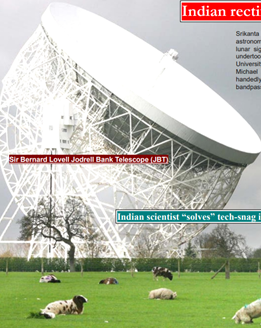 Indian recti
Srikanta
astronom
lunar sig
undertoo
Universit
Michael
handedly
bandpas
Sir Bernard Lovell Jodrell Bank Telescope (JBT)
Indian scientist “solves” tech-snag i